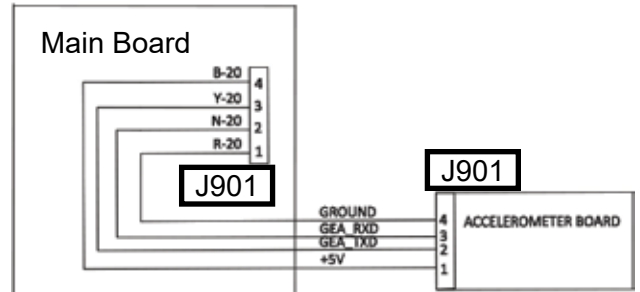 Main Board
B-20
4
Y-20
3
N-20
2
R-20
1
J901
J901
GROUND
4
ACCELEROMETER BOARD
GEA_RXD
3
GEA_TXD
2
+5V
1